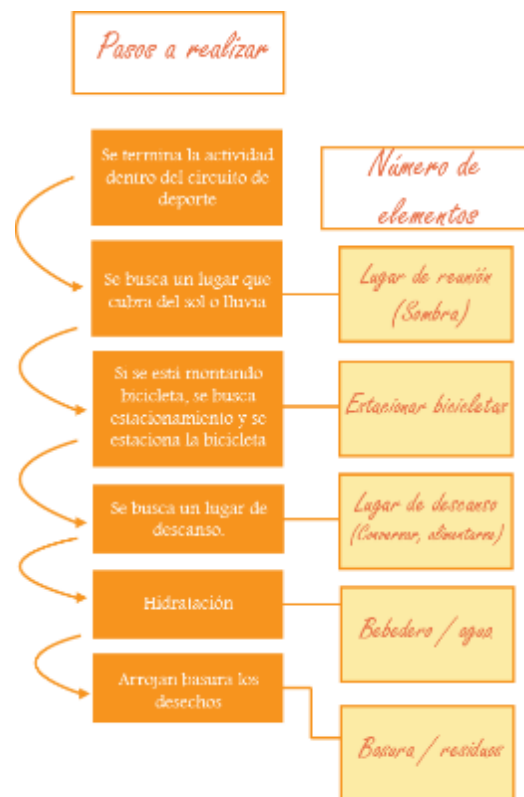 Pasos a realizar
Se termina la actividad
dentro del circuito de
deporte
Número de
elementos
Se busca un lugar que
cubra del sol o lluvia
Lugar de reunión
(Sombra)
Si se está montando
bicicleta, se busca
estacionamiento y se
estaciona la bicicleta
Estacionar bicicletas
Se busca un lugar de
descanso.
Lugar de descanso
(Conversar, alimentarse)
Hidratación
Bebedero / agua
Arrojan basura los
desechos
Basura / residuos